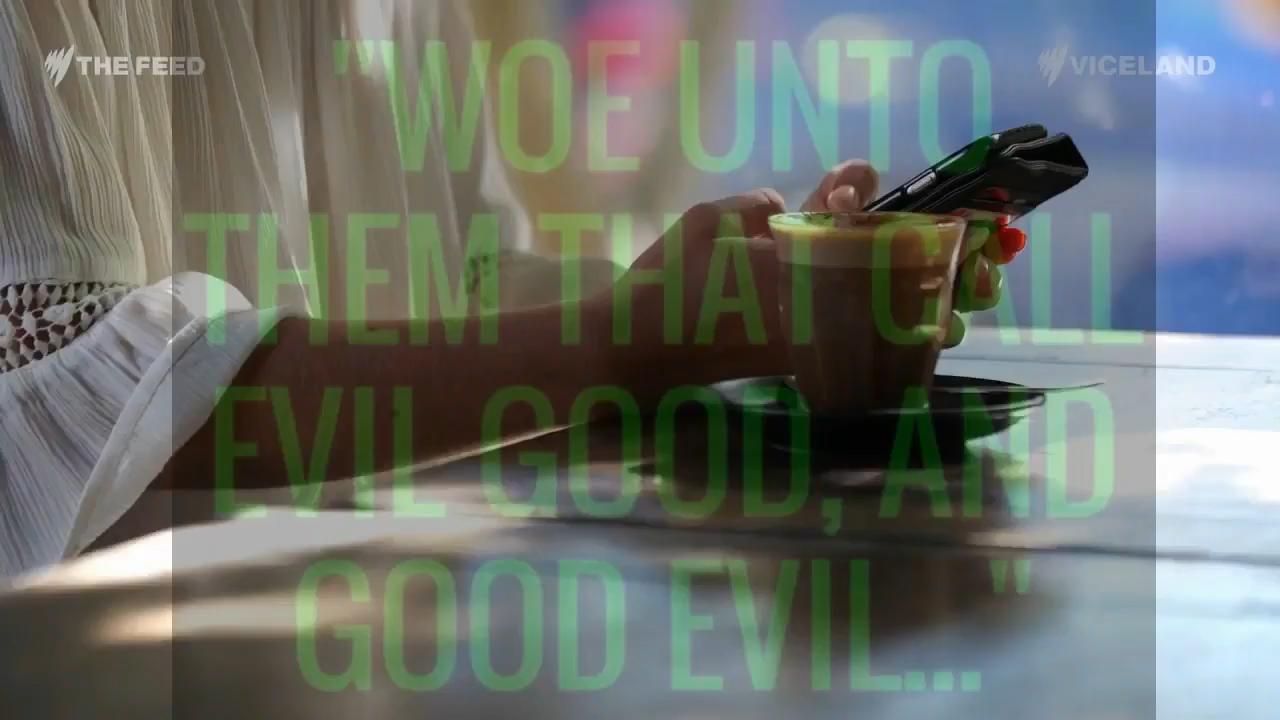 THE FEED
VICELAND
"WOE UNTO
THEM THAT CALL
EVIL GOOD, AND
GOOD EVIL..."